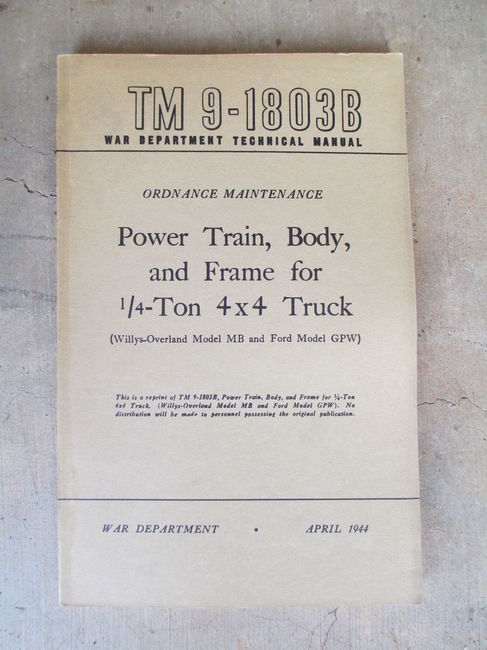 TM 9-1803B
WAR DEPARTMENT TECHNICAL MANUAL
ORDNANCE MAINTENANCE
Power Train, Body,
and Frame for
1/4-Ton 4x4 Truck
(Willys-Overland Model MB and Ford Model GPW)
This is a reprint of TM 9-1803B, Power Train, Body, and Frame for ¼-Ton
4x4 Truck. (Willys-Overland Model MB and Ford Model GPW). No
distribution will be made to personnel possessing the original publication.
WAR DEPARTMENT • APRIL 1944